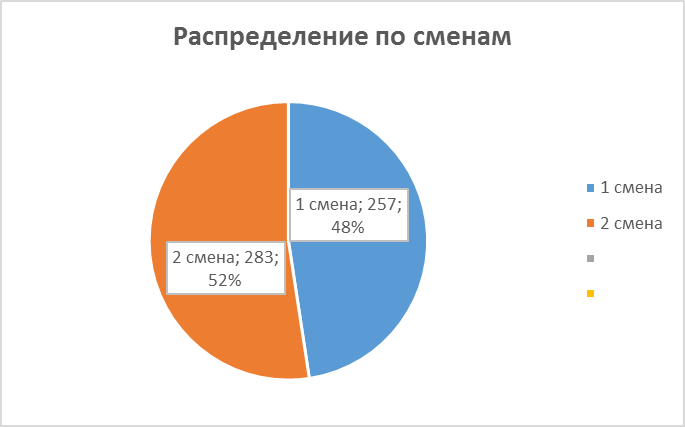 Распределение по сменам
1 смена; 257;
48%
2 смена; 283;
52%
1 смена
2 смена